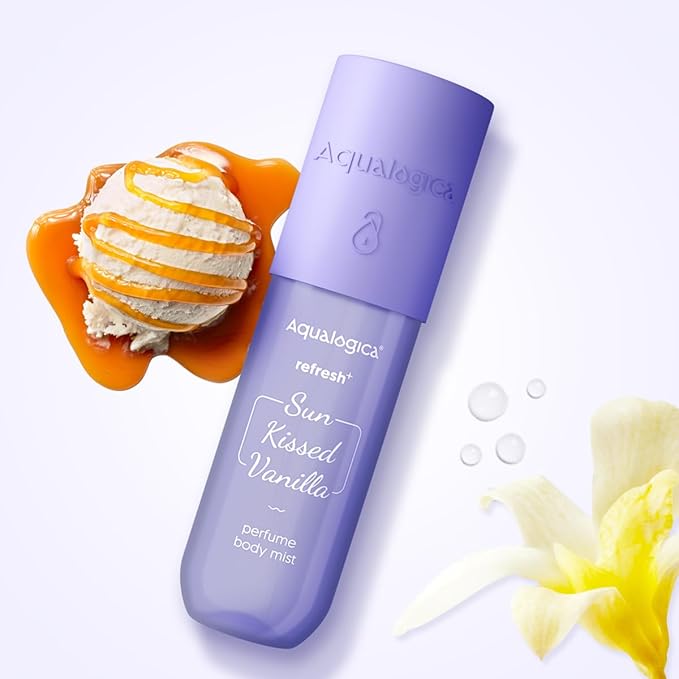 Aqualogica
Aqualogica®
refresh+
Sun
Kissed
Vanilla
perfume
body mist